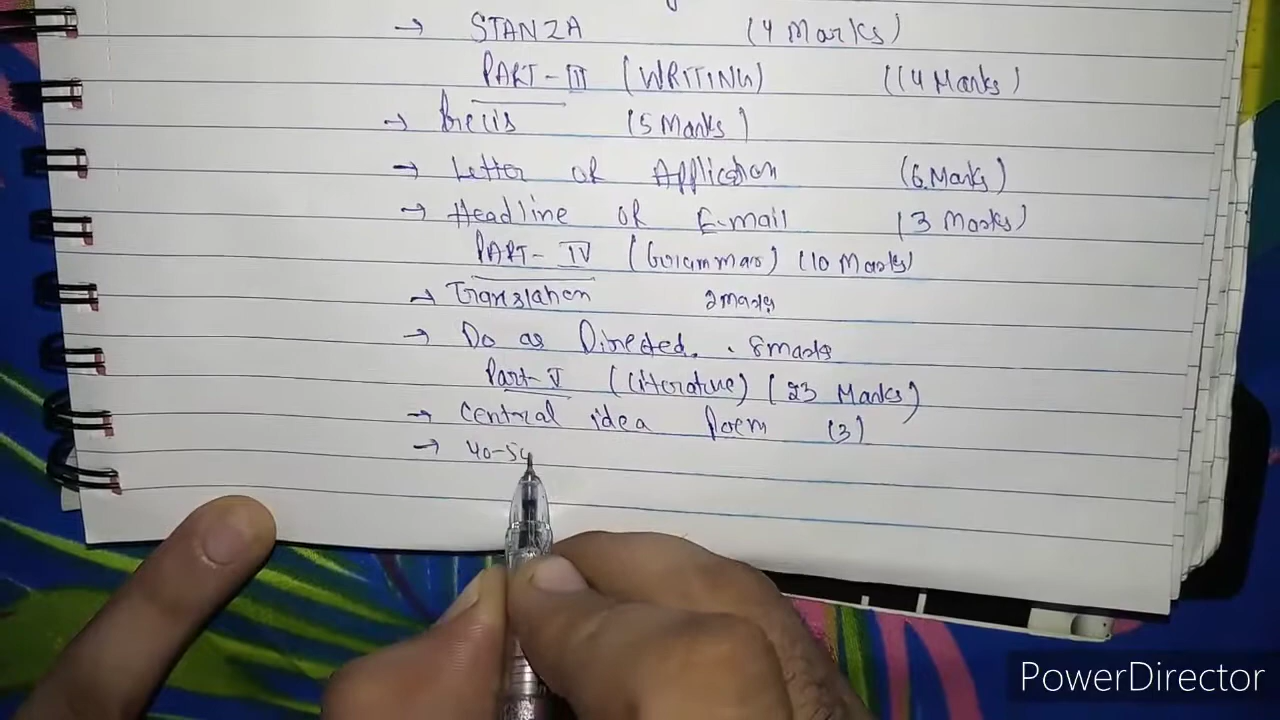 → STANZA (4 Marks)
PART-III (WRITING) (14 Marks)
→ Precis (5 Marks)
→ Letter OR Application (6 Marks)
→ Headline OR E-mail (3 Marks)
PART-IV (Grammar) (10 Marks)
→ Translation 2 marks
→ Do as Directed. . 8 marks
Part-V (Literature) (23 Marks)
→ Central idea Poem (3)
→ 40-50
PowerDirector